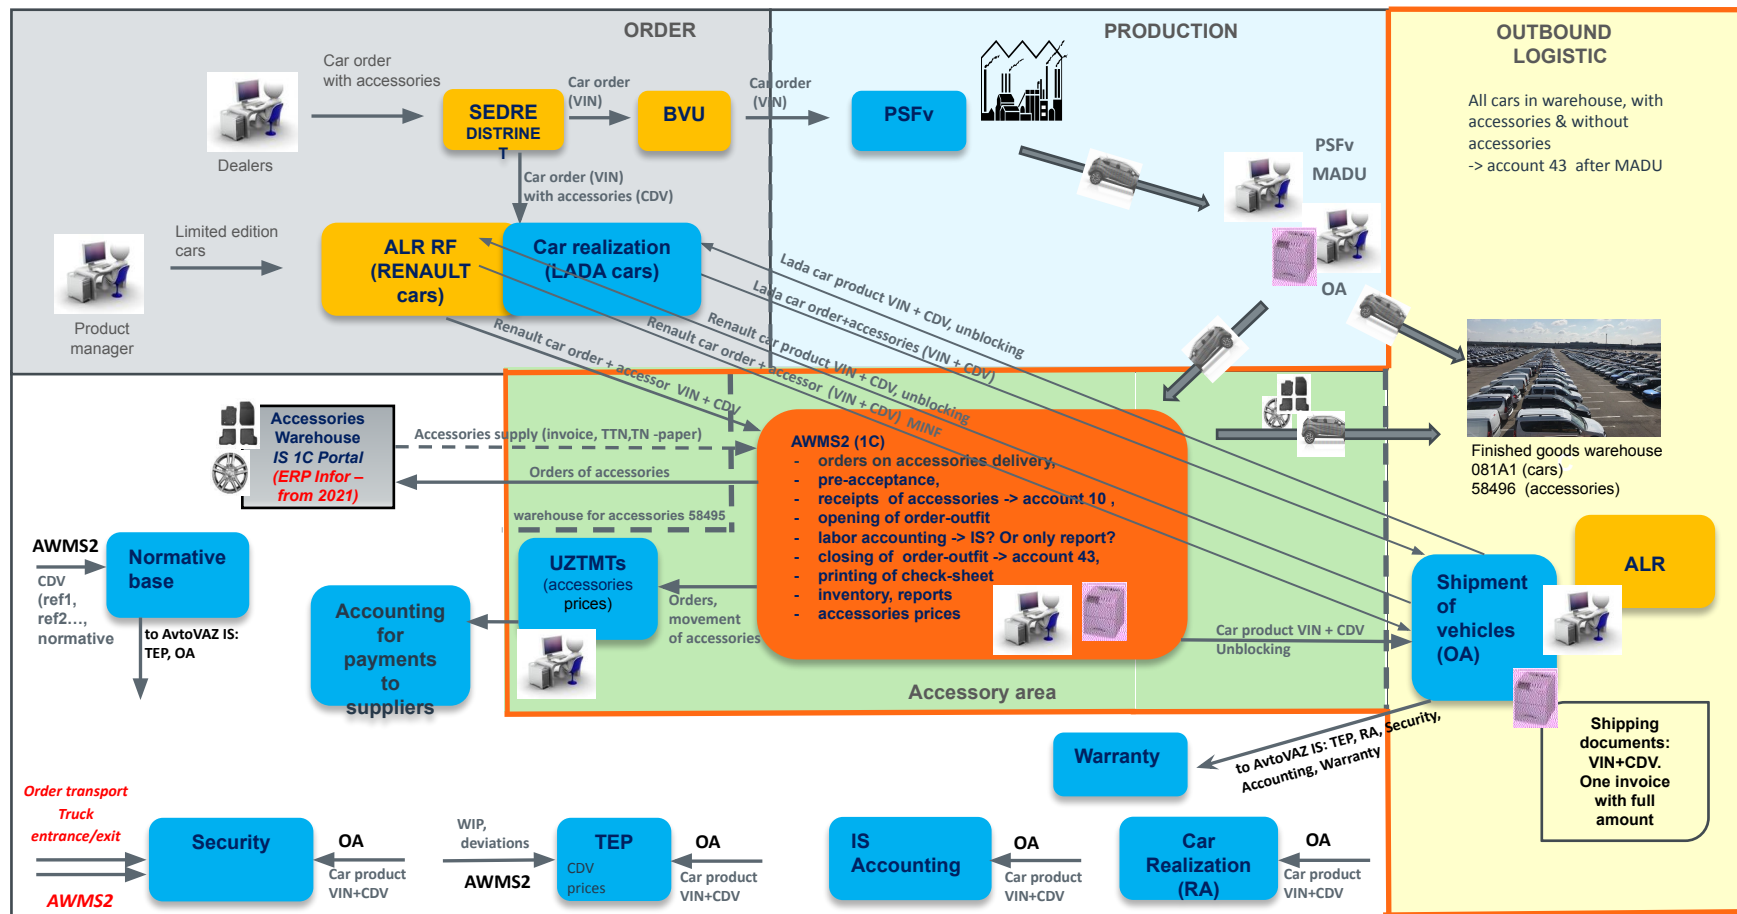 ORDER
PRODUCTION
OUTBOUND
LOGISTIC
All cars in warehouse, with
accessories & without
accessories
-> account 43  after MADU
Car order
with accessories
Dealers
SEDRE
DISTRINE
T
Car order
(VIN)
BVU
Car order
(VIN)
PSFv
PSFv
MADU
OA
Car order (VIN)
with accessories (CDV)
Limited edition
cars
Product
manager
ALR RF
(RENAULT
cars)
Car realization
(LADA cars)
Lada car product VIN + CDV, unblocking
Lada car order+accessories (VIN + CDV)
Renault car product VIN + CDV, unblocking
Renault car order + accessor  (VIN + CDV)  MINF
Renault car order + accessor  VIN + CDV
Finished goods warehouse
081A1 (cars)
58496  (accessories)
Accessories
Warehouse
IS 1C Portal
(ERP Infor –
from 2021)
Accessories supply (invoice, TTN,TN -paper)
Orders of accessories
warehouse for accessories 58495
AWMS2 (1C)
- orders on accessories delivery,
- pre-acceptance,
- receipts  of accessories -> account 10 ,
- opening of order-outfit
- labor accounting -> IS? Or only report?
- closing of  order-outfit -> account 43,
- printing of check-sheet
- inventory, reports
- accessories prices
UZTMTs
(accessories
prices)
Orders,
movement
of accessories
Accounting
for
payments
to
suppliers
Accessory area
Car product VIN + CDV
Unblocking
Shipment
of
vehicles
(OA)
ALR
AWMS2
CDV
(ref1,
ref2...,
normative
Normative
base
to AvtoVAZ IS:
TEP, OA
Warranty
to AvtoVAZ IS: TEP, RA, Security,
Accounting, Warranty
Shipping
documents:
VIN+CDV.
One invoice
with full
amount
Order transport
Truck
entrance/exit
AWMS2
Security
OA
Car product
VIN+CDV
WIP,
deviations
AWMS2
TEP
CDV
prices
OA
Car product
VIN+CDV
IS
Accounting
OA
Car product
VIN+CDV
Car
Realization
(RA)
OA
Car product
VIN+CDV